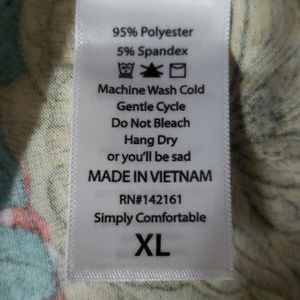 95% Polyester
5% Spandex
Machine Wash Cold
Gentle Cycle
Do Not Bleach
Hang Dry
or you'll be sad
MADE IN VIETNAM
RN#142161
Simply Comfortable
XL